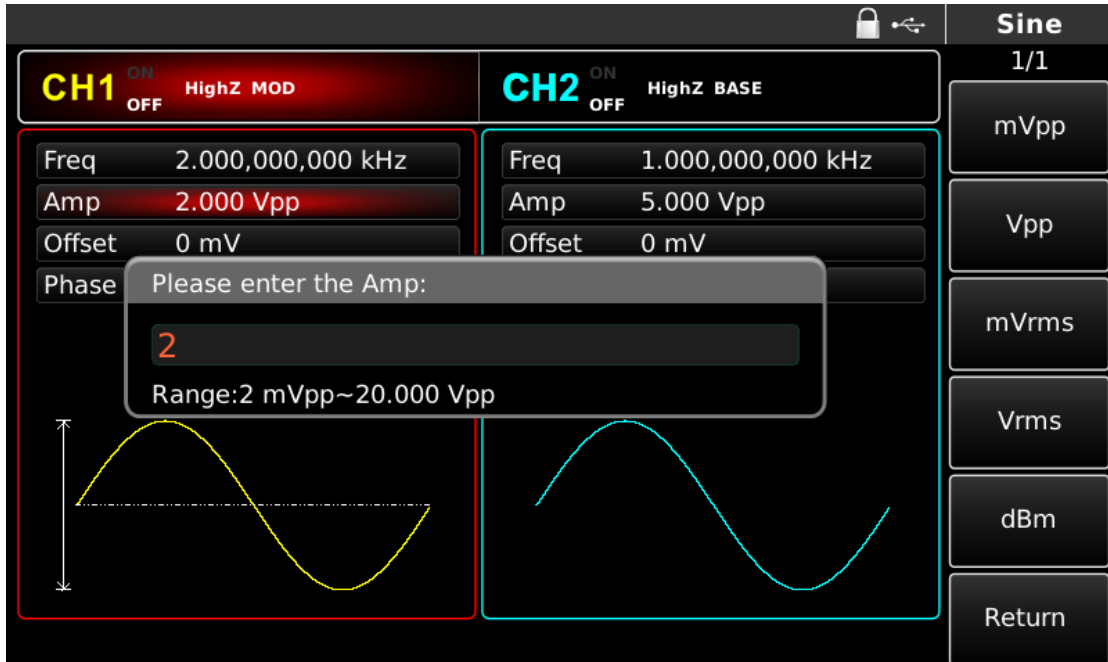 Sine
1/1
CH1 ON OFF HighZ MOD
CH2 ON OFF HighZ BASE
Freq 2.000,000,000 kHz
Amp 2.000 Vpp
Offset 0 mV
Phase
Freq 1.000,000,000 kHz
Amp 5.000 Vpp
Offset 0 mV
Please enter the Amp:
2
Range:2 mVpp~20.000 Vpp
mVpp
Vpp
mVrms
Vrms
dBm
Return